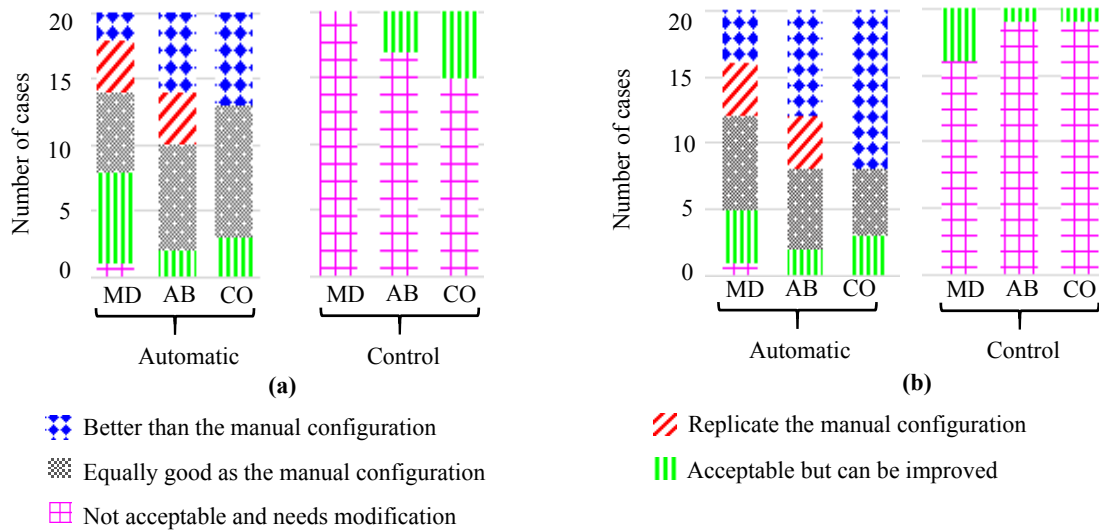 Number of cases
20
15
10
5
0
MD AB CO MD AB CO
Automatic Control
(a)
Number of cases
20
15
10
5
0
MD AB CO MD AB CO
Automatic Control
(b)
Better than the manual configuration
Replicate the manual configuration
Equally good as the manual configuration
Acceptable but can be improved
Not acceptable and needs modification